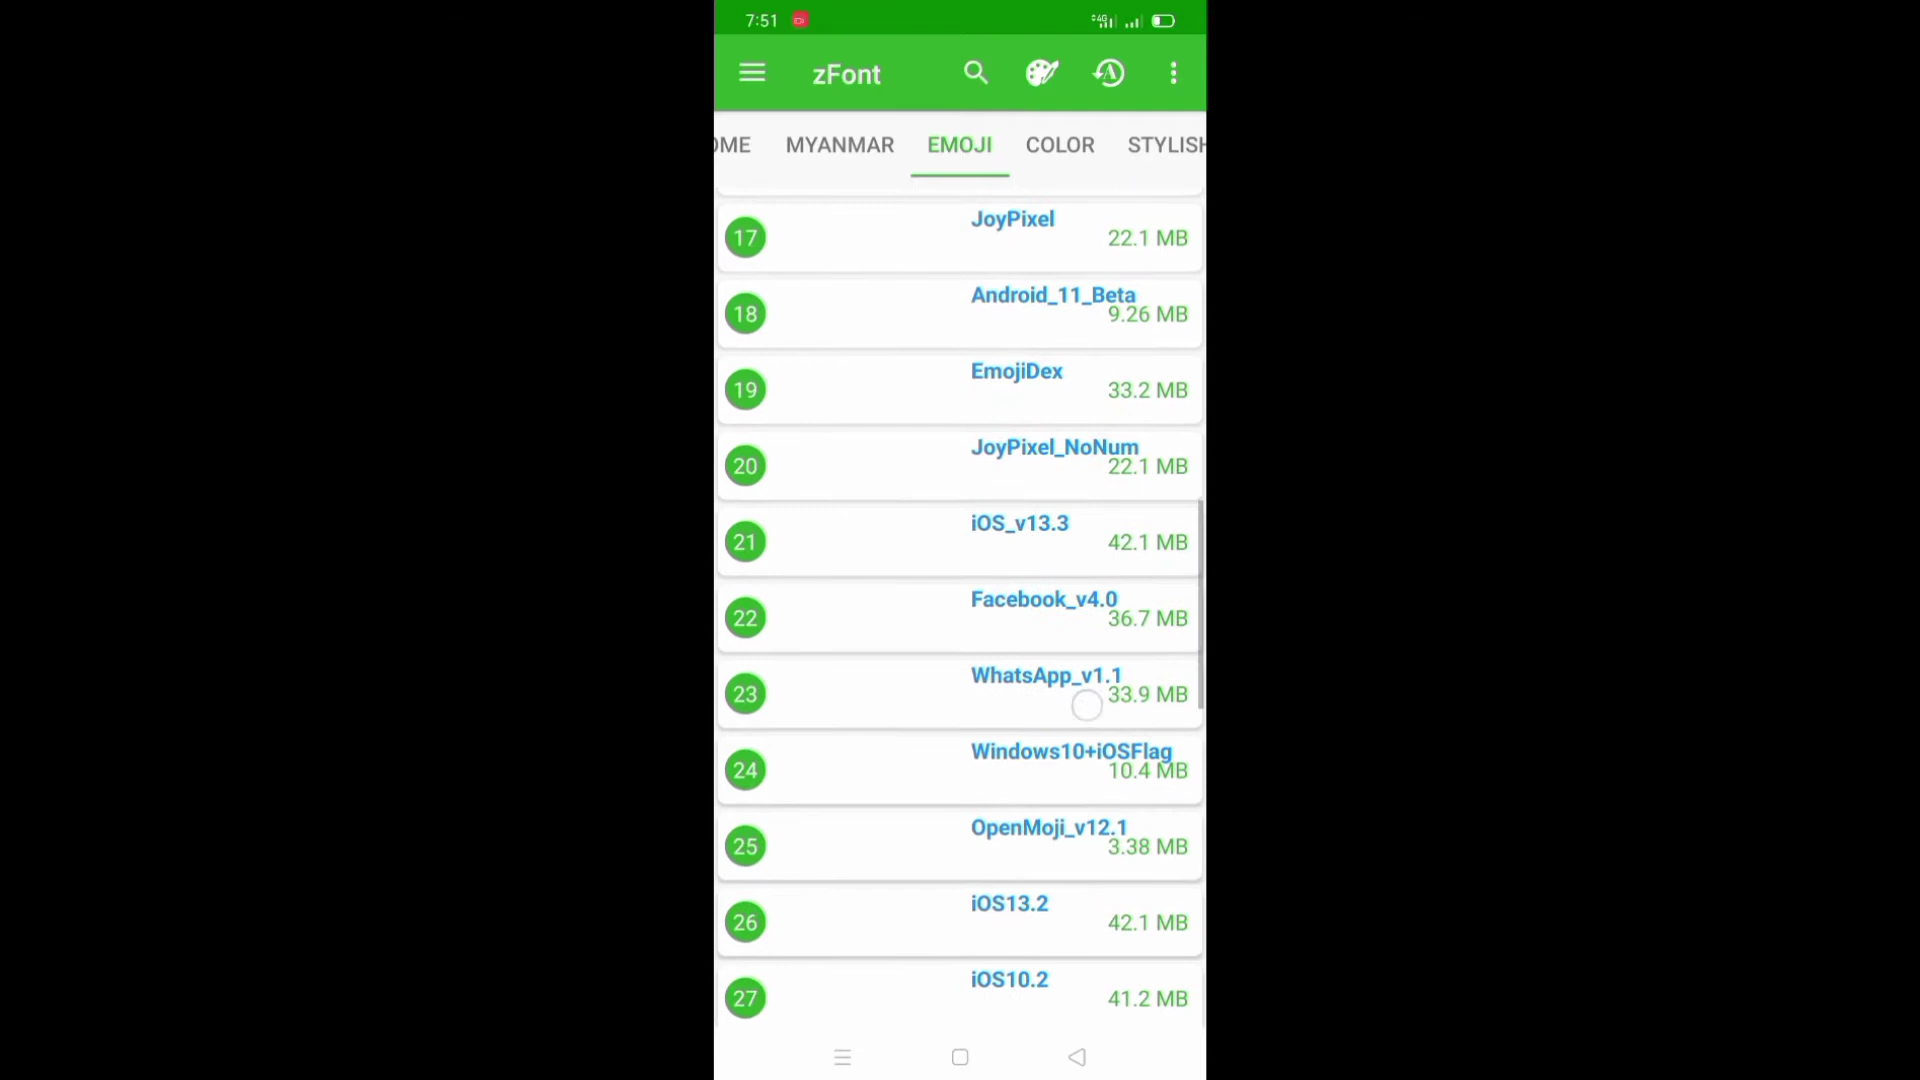 7:51
4G
zFont
OME MYANMAR EMOJI COLOR STYLISH
17 JoyPixel 22.1 MB
18 Android_11_Beta 9.26 MB
19 EmojiDex 33.2 MB
20 JoyPixel_NoNum 22.1 MB
21 iOS_v13.3 42.1 MB
22 Facebook_v4.0 36.7 MB
23 WhatsApp_v1.1 33.9 MB
24 Windows10+iOSFlag 10.4 MB
25 OpenMoji_v12.1 3.38 MB
26 iOS13.2 42.1 MB
27 iOS10.2 41.2 MB